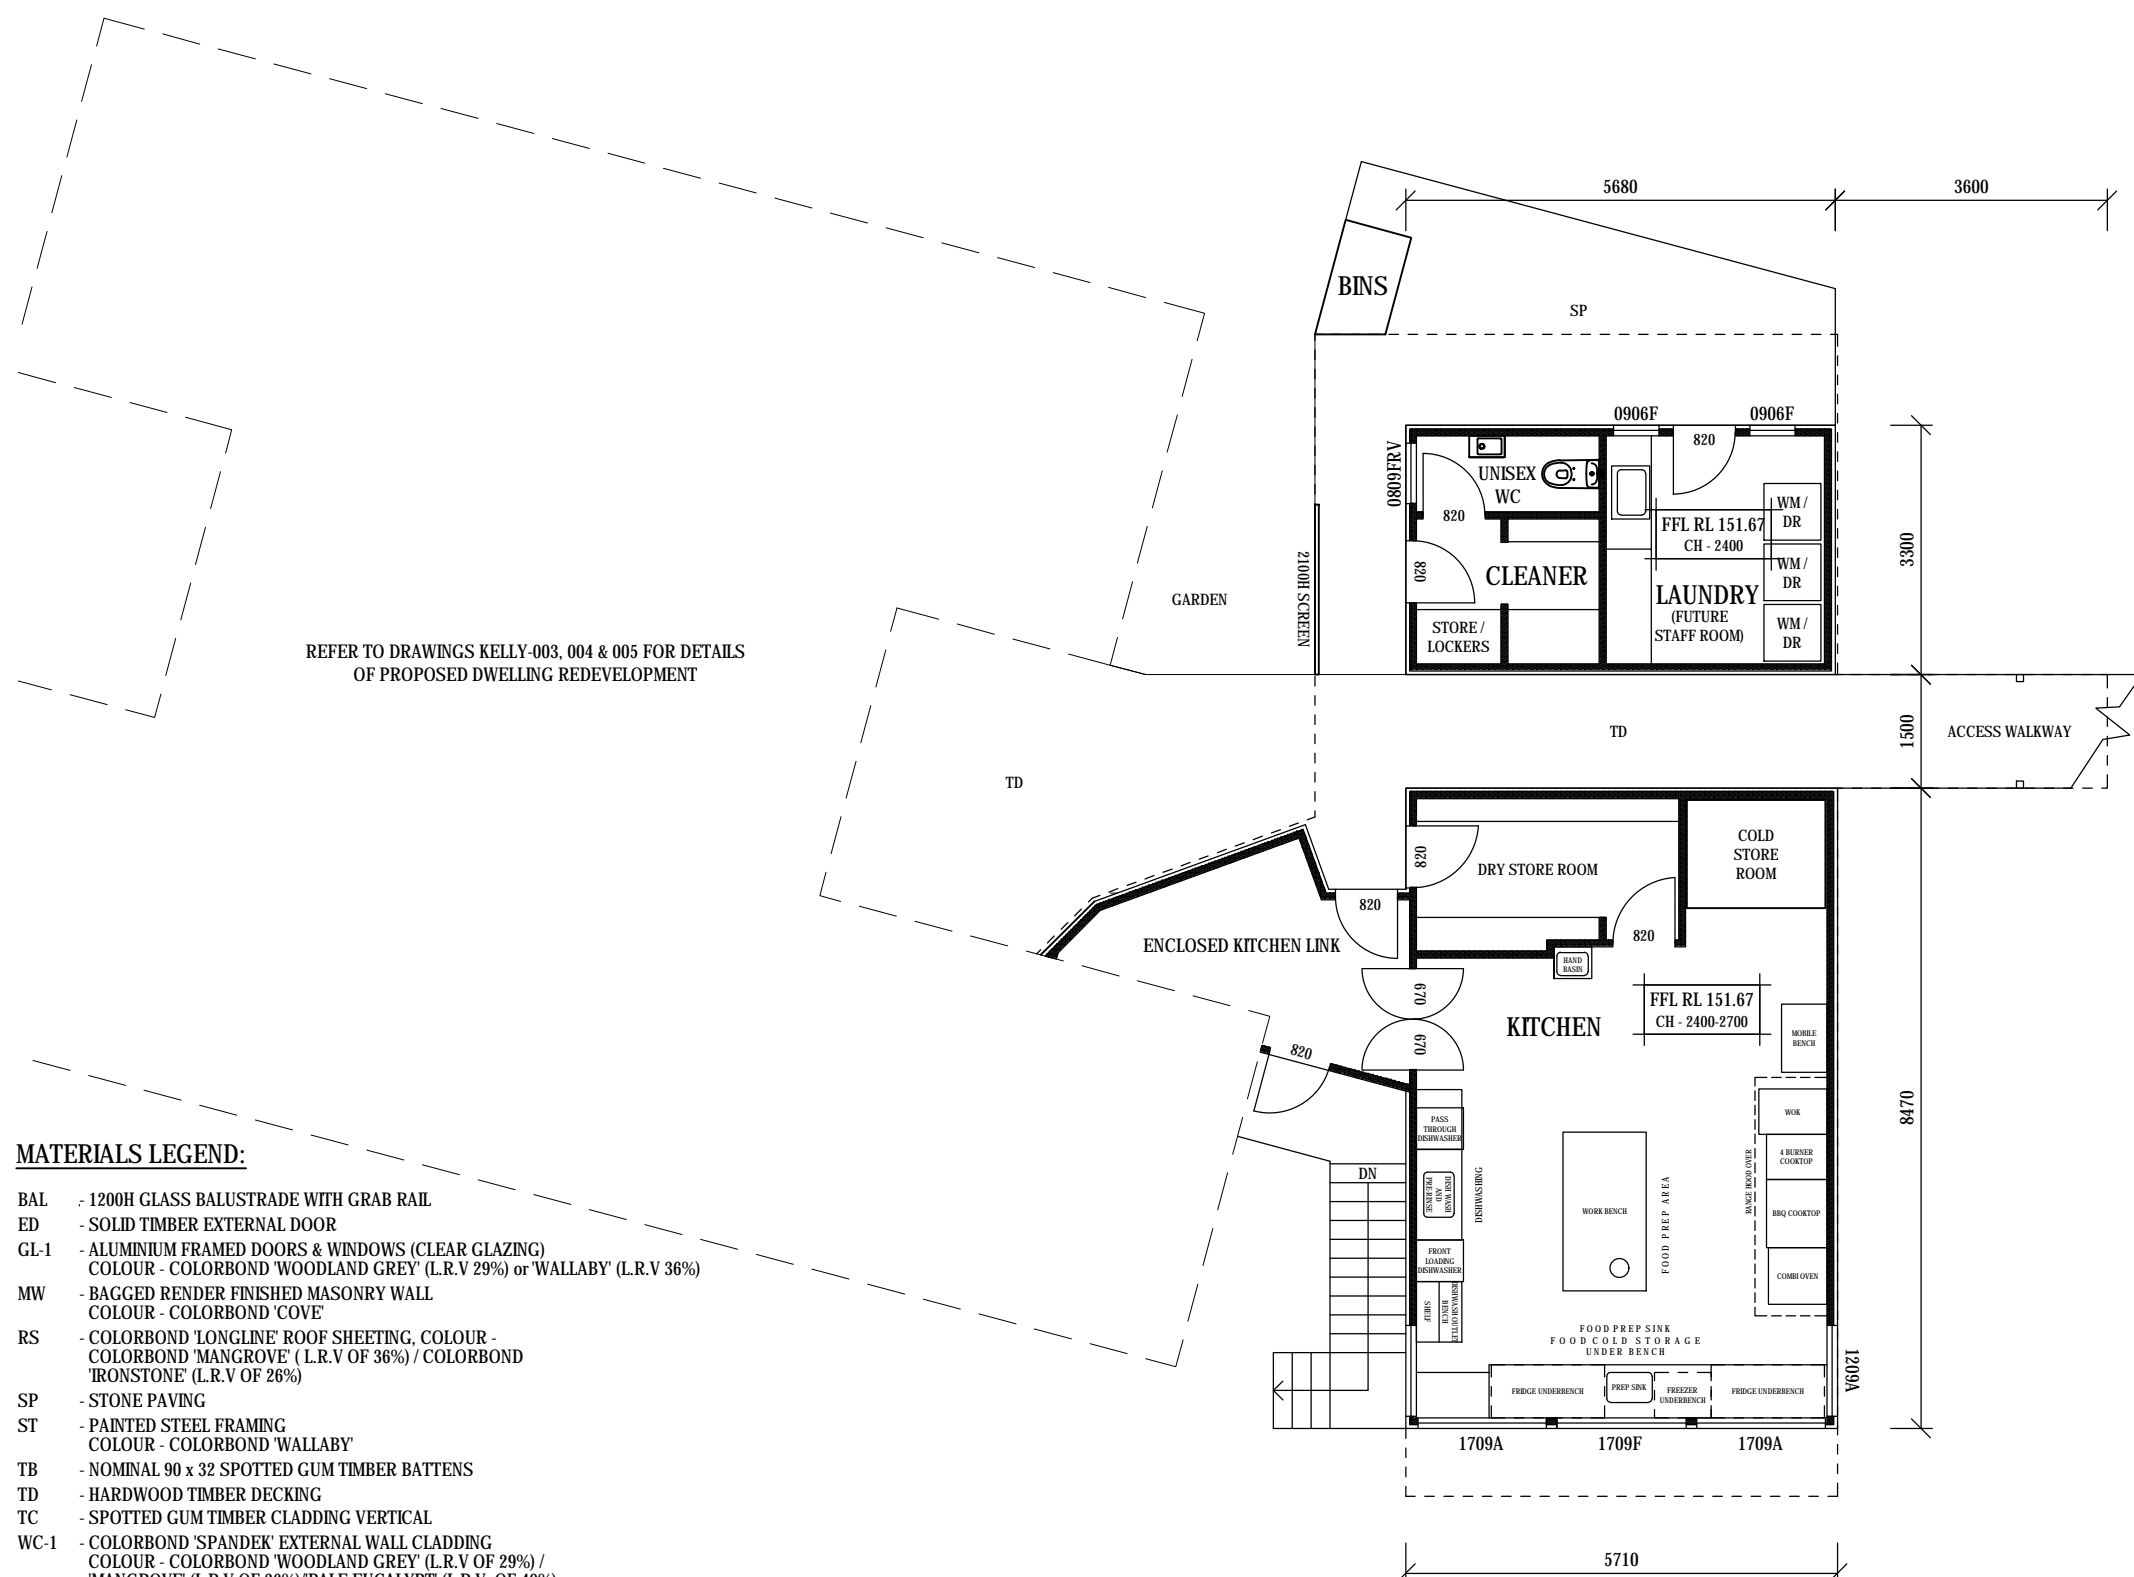 5680
3600
BINS
SP
0906F
0906F
820
0809FRV
UNISEX
WC
820
WM /
DR
FFL RL 151.67
CH - 2400
WM /
DR
820
CLEANER
LAUNDRY
(FUTURE
STAFF ROOM)
WM /
DR
STORE /
LOCKERS
2100H SCREEN
GARDEN
3300
REFER TO DRAWINGS KELLY-003, 004 & 005 FOR DETAILS
OF PROPOSED DWELLING REDEVELOPMENT
TD
TD
1500
ACCESS WALKWAY
820
DRY STORE ROOM
COLD
STORE
ROOM
820
820
ENCLOSED KITCHEN LINK
HAND
BASIN
670
670
KITCHEN
FFL RL 151.67
CH - 2400-2700
MOBILE
BENCH
820
8470
PASS
THROUGH
DISHWASHER
WOK
4 BURNER
COOKTOP
RANGE HOOD OVER
BBQ COOKTOP
COMBI OVEN
DN
DISH WASH
AND
PRE-RINSE
DISHWASHING
WORK BENCH
FOOD PREP AREA
FRONT
LOADING
DISHWASHER
SHELF
BENCH
FOOD PREP SINK
FOOD COLD STORAGE
UNDER BENCH
1209A
FRIDGE UNDERBENCH
PREP SINK
FREEZER
UNDERBENCH
FRIDGE UNDERBENCH
1709A
1709F
1709A
5710
MATERIALS LEGEND:
BAL - 1200H GLASS BALUSTRADE WITH GRAB RAIL
ED - SOLID TIMBER EXTERNAL DOOR
GL-1 - ALUMINIUM FRAMED DOORS & WINDOWS (CLEAR GLAZING)
COLOUR - COLORBOND 'WOODLAND GREY' (L.R.V 29%) or 'WALLABY' (L.R.V 36%)
MW - BAGGED RENDER FINISHED MASONRY WALL
COLOUR - COLORBOND 'COVE'
RS - COLORBOND 'LONGLINE' ROOF SHEETING, COLOUR -
COLORBOND 'MANGROVE' ( L.R.V OF 36%) / COLORBOND
'IRONSTONE' (L.R.V OF 26%)
SP - STONE PAVING
ST - PAINTED STEEL FRAMING
COLOUR - COLORBOND 'WALLABY'
TB - NOMINAL 90 x 32 SPOTTED GUM TIMBER BATTENS
TD - HARDWOOD TIMBER DECKING
TC - SPOTTED GUM TIMBER CLADDING VERTICAL
WC-1 - COLORBOND 'SPANDEK' EXTERNAL WALL CLADDING
COLOUR - COLORBOND 'WOODLAND GREY' (L.R.V OF 29%) /